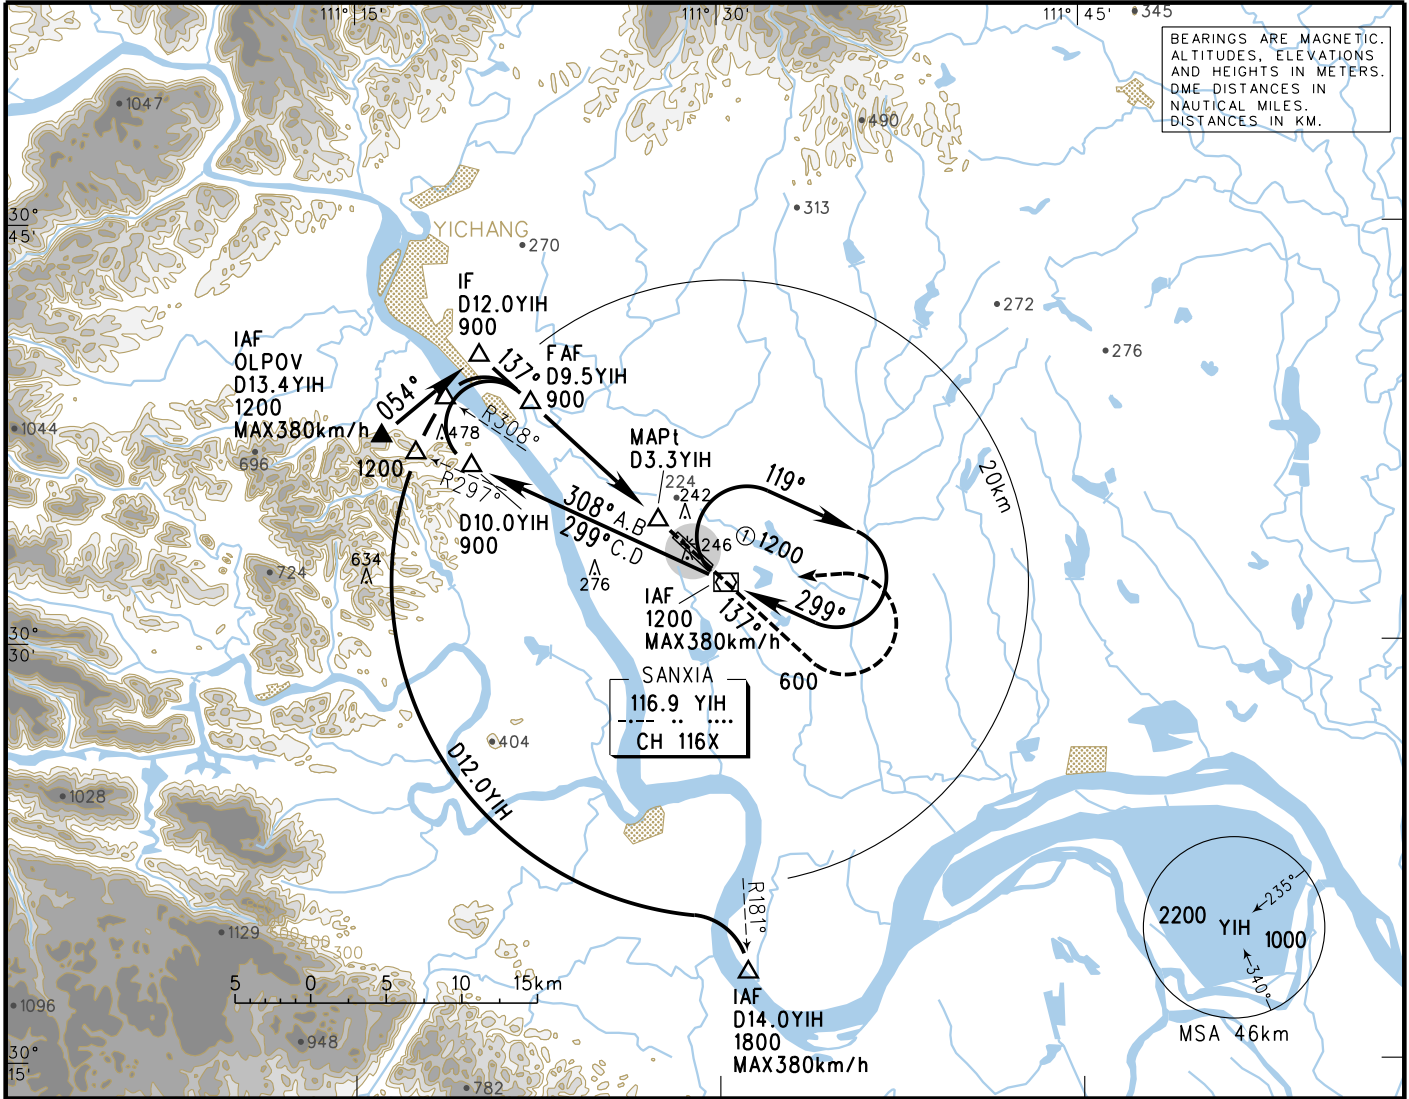 111° 15'
111° 30'
111° 45'
345
BEARINGS ARE MAGNETIC.
ALTITUDES, ELEVATIONS
AND HEIGHTS IN METERS.
DME DISTANCES IN
NAUTICAL MILES.
DISTANCES IN KM.
1047
490
313
30°
45'
YICHANG
270
IF
D12.0YIH
900
272
276
IAF
OLPOV
D13.4YIH
1200
MAX380km/h
054°
137°
FAF
D9.5YIH
900
1044
696
478
R308°
1200
R297°
MAPt
D3.3YIH
224
242
119°
20km
308°A.B
299°C.D
D10.0YIH
900
246
① 1200
276
634
724
299°
IAF
1200
MAX380km/h
137°
600
30°
30'
SANXIA
116.9 YIH
CH 116X
404
D12.0YIH
1028
R181°
1129
400
300
2200
YIH
1000
235°
340°
MSA 46km
5 0 5 10 15km
1096
948
IAF
D14.0YIH
1800
MAX380km/h
30°
15'
782